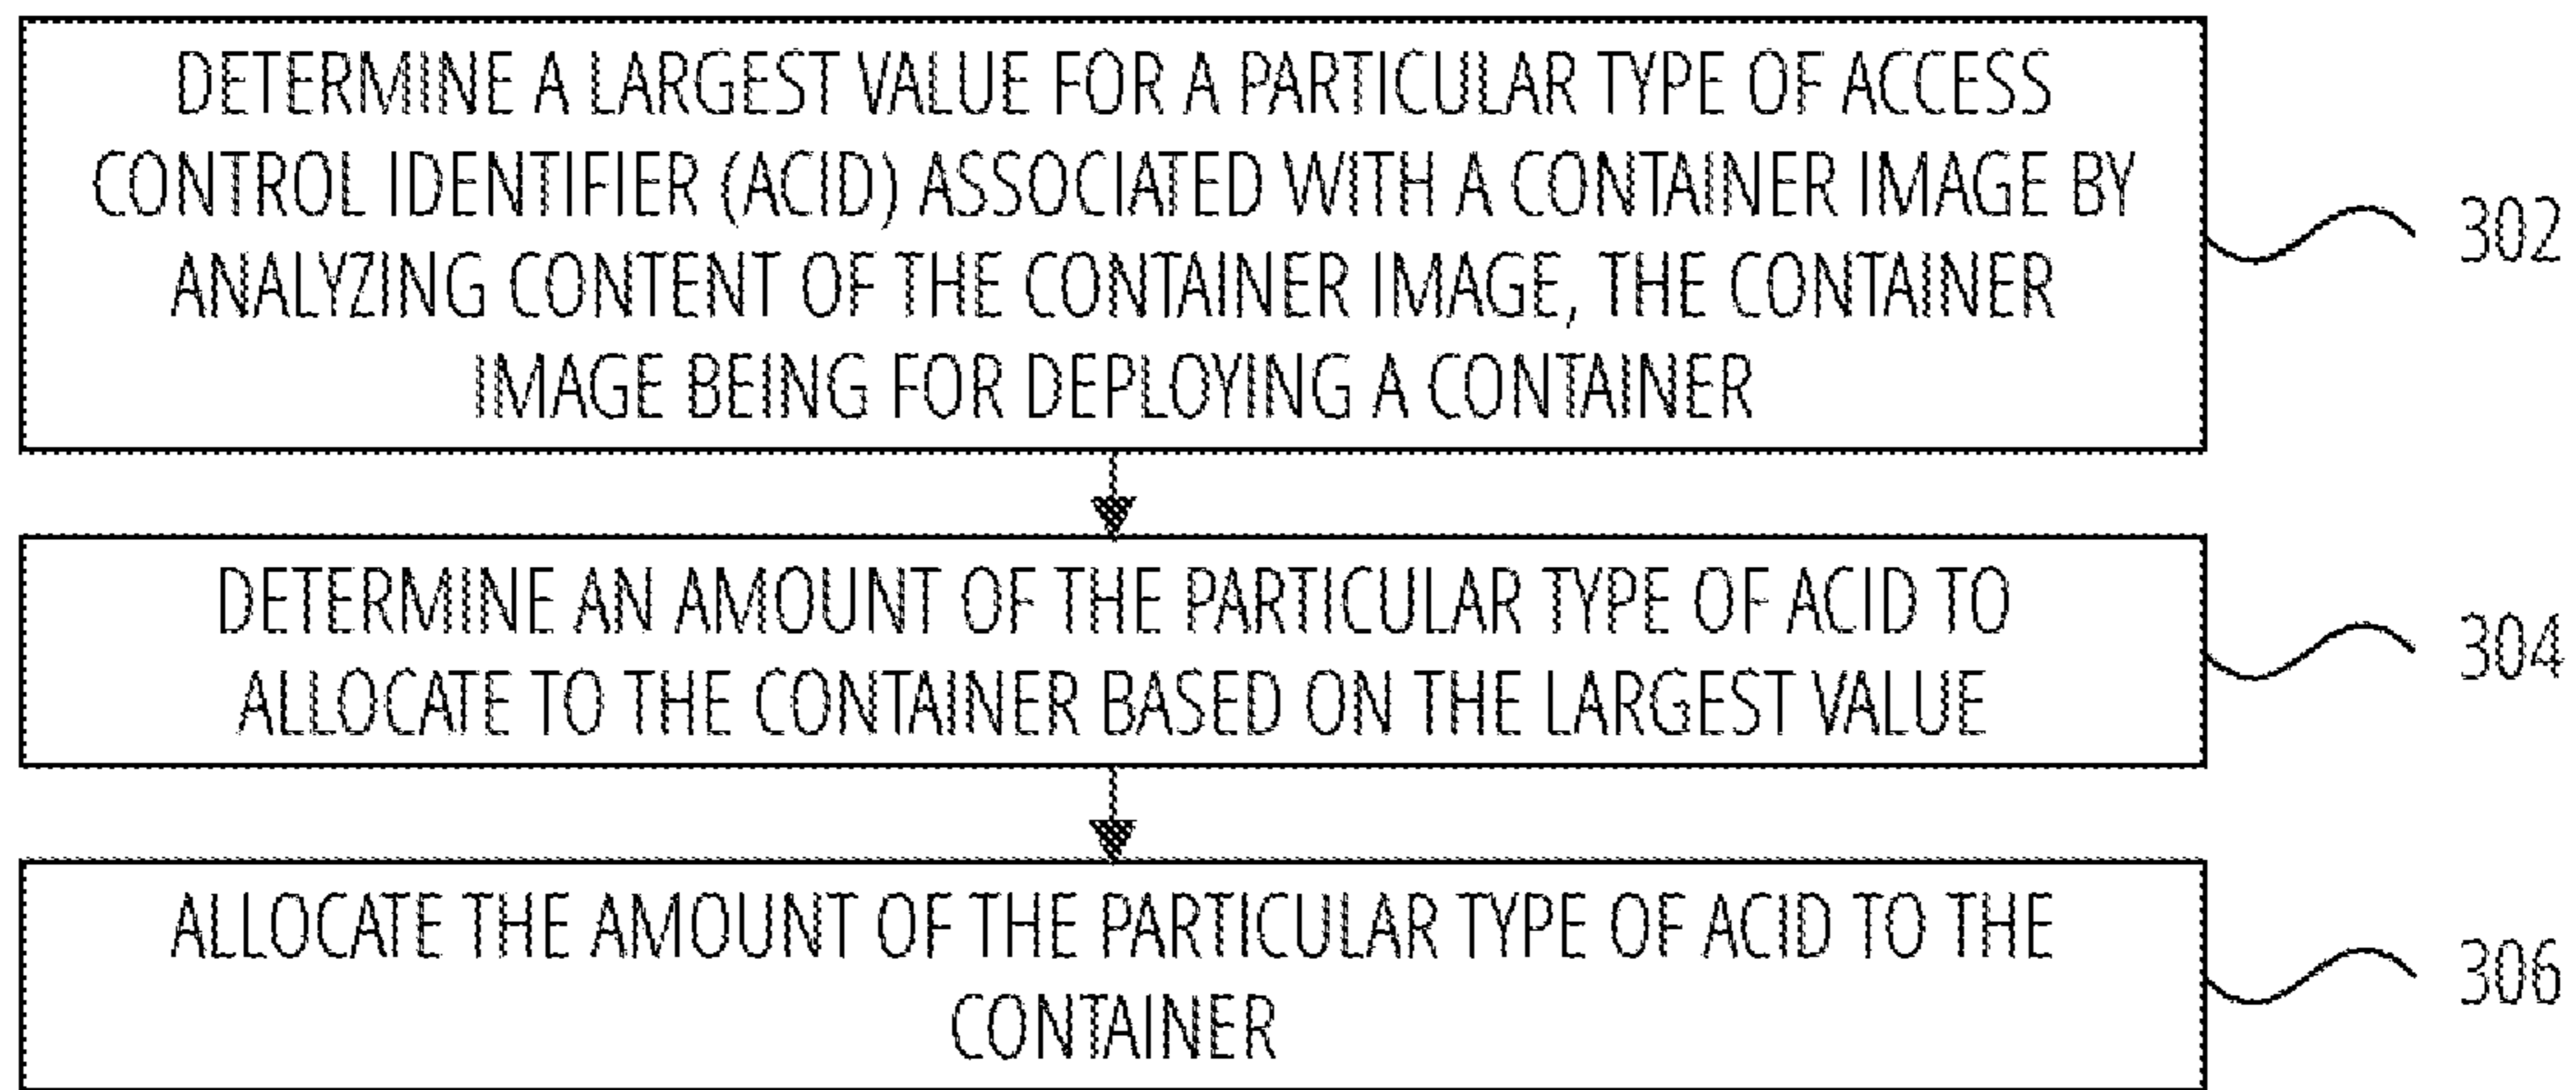 DETERMINE A LARGEST VALUE FOR A PARTICULAR TYPE OF ACCESS
CONTROL IDENTIFIER (ACID) ASSOCIATED WITH A CONTAINER IMAGE BY
ANALYZING CONTENT OF THE CONTAINER IMAGE, THE CONTAINER
IMAGE BEING FOR DEPLOYING A CONTAINER
302
DETERMINE AN AMOUNT OF THE PARTICULAR TYPE OF ACID TO
ALLOCATE TO THE CONTAINER BASED ON THE LARGEST VALUE
304
ALLOCATE THE AMOUNT OF THE PARTICULAR TYPE OF ACID TO THE
CONTAINER
306